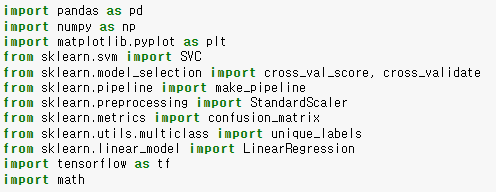 import pandas as pd
import numpy as np
import matplotlib.pyplot as plt
from sklearn.svm import SVC
from sklearn.model_selection import cross_val_score, cross_validate
from sklearn.pipeline import make_pipeline
from sklearn.preprocessing import StandardScaler
from sklearn.metrics import confusion_matrix
from sklearn.utils.multiclass import unique_labels
from sklearn.linear_model import LinearRegression
import tensorflow as tf
import math